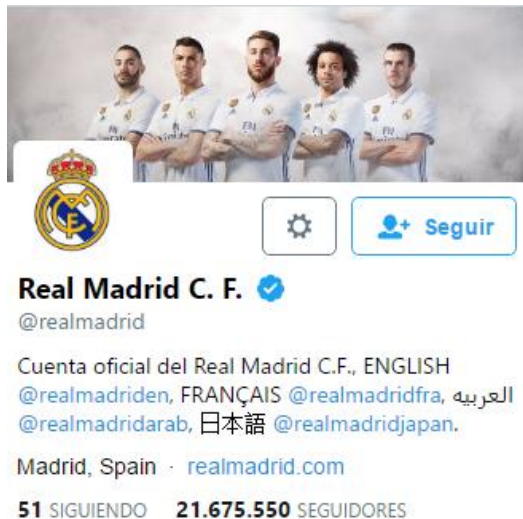 Seguir
Real Madrid C. F.
@realmadrid
Cuenta oficial del Real Madrid C.F., ENGLISH
@realmadriden, FRANÇAIS @realmadridfra, العربيه
@realmadridarab, 日本語 @realmadridjapan.
Madrid, Spain · realmadrid.com
51 SIGUIENDO 21.675.550 SEGUIDORES